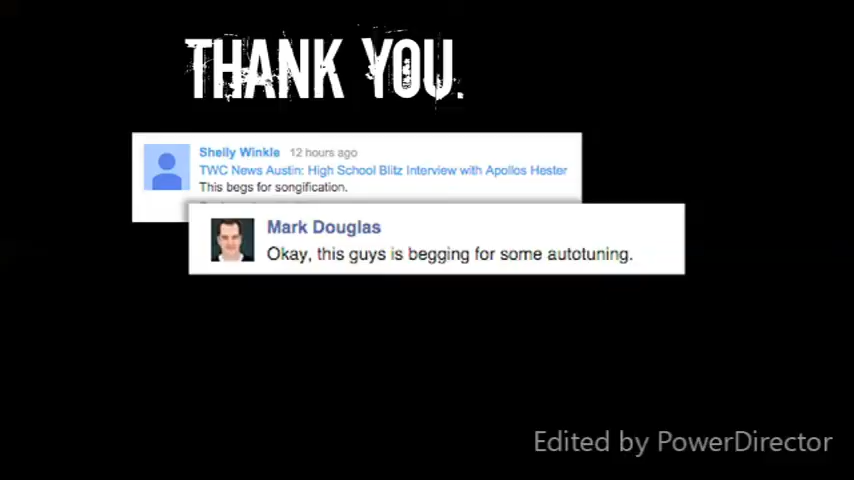 THANK YOU.
Shelly Winkle 12 hours ago
TWC News Austin: High School Blitz Interview with Apollos Hester
This begs for songification.
Mark Douglas
Okay, this guys is begging for some autotuning.
Edited by PowerDirector